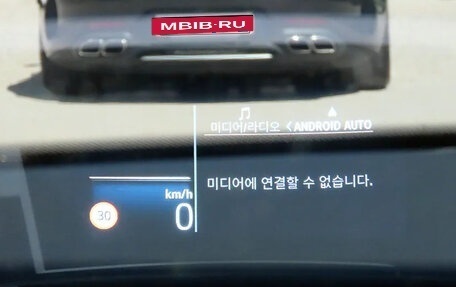 MBIB-RU
미디어/라디오 < ANDROID AUTO
미디어에 연결할 수 없습니다.
km/h
30 0